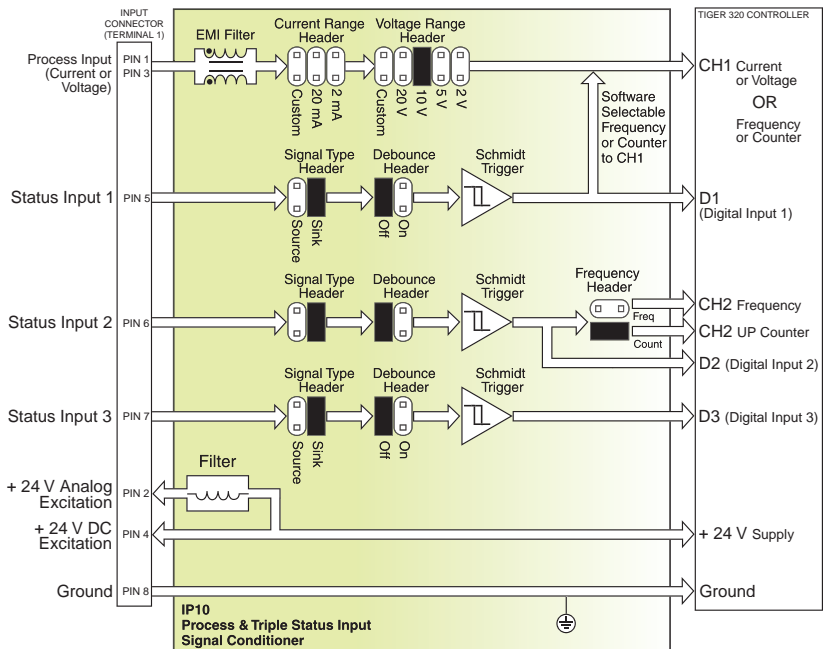 INPUT
CONNECTOR
(TERMINAL 1)
TIGER 320 CONTROLLER
EMI Filter
Current Range
Header
Voltage Range
Header
Process Input
(Current or
Voltage)
PIN 1
PIN 3
Custom
20 mA
2 mA
Custom
20 V
10 V
5 V
2 V
CH1 Current
or Voltage
OR
Frequency
or Counter
Software
Selectable
Frequency
or Counter
to CH1
Signal Type
Header
Debounce
Header
Schmidt
Trigger
Status Input 1
PIN 5
Source
Sink
Off
On
D1
(Digital Input 1)
Signal Type
Header
Debounce
Header
Schmidt
Trigger
Frequency
Header
Status Input 2
PIN 6
Freq
Count
CH2 Frequency
CH2 UP Counter
D2 (Digital Input 2)
Signal Type
Header
Debounce
Header
Schmidt
Trigger
Status Input 3
PIN 7
Source
Sink
Off
On
D3 (Digital Input 3)
Filter
+ 24 V Analog
Excitation
PIN 2
+ 24 V DC
Excitation
PIN 4
+ 24 V Supply
Ground
PIN 8
Ground
IP10
Process & Triple Status Input
Signal Conditioner